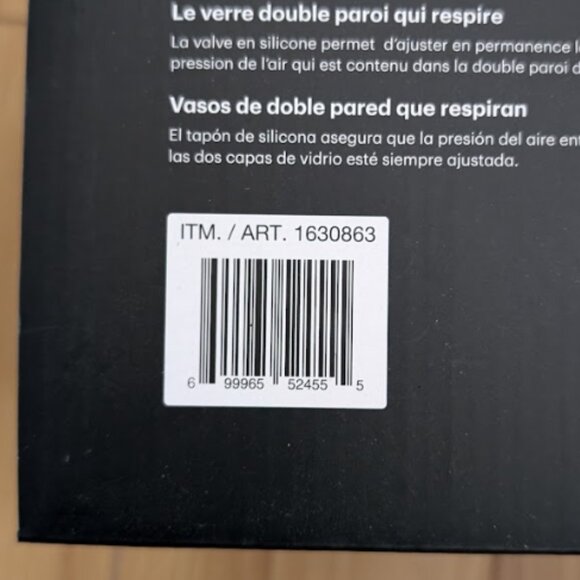 Le verre double paroi qui respire
La valve en silicone permet d'ajuster en permanence
pression de l'air qui est contenu dans la double paroi
Vasos de doble pared que respiran
El tapón de silicona asegura que la presión del aire
las dos capas de vidrio esté siempre ajustada.
ITM. / ART. 1630863
6 99965 52455 5